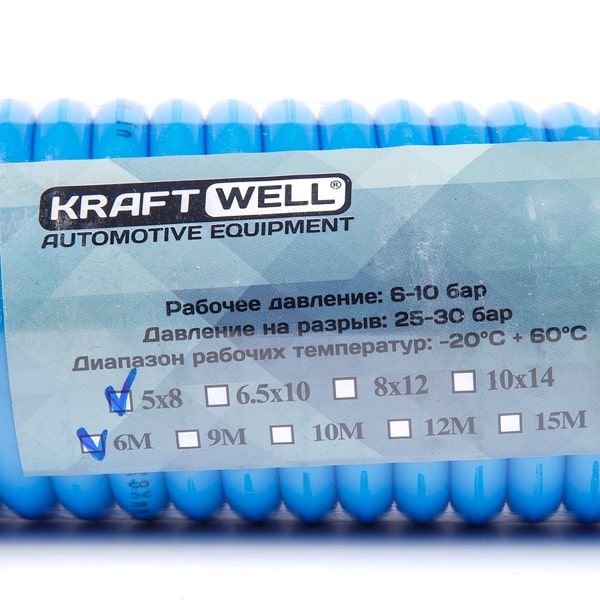 KRAFTWELL®
AUTOMOTIVE EQUIPMENT
Рабочее давление: 6-10 бар
Давление на разрыв: 25-30 бар
Диапазон рабочих температур: -20°C + 60°C
5x8 6.5x10 8x12 10x14
6M 9M 10M 12M 15M